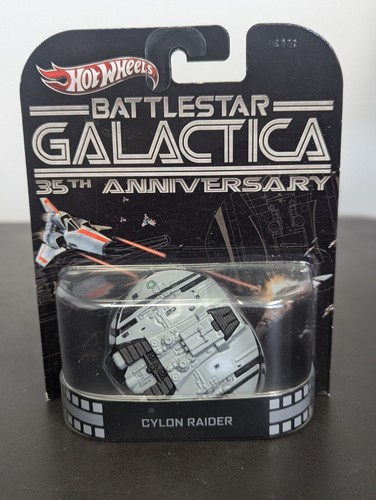 HOT WHEELS
BATTLESTAR
GALACTICA
35TH ANNIVERSARY
CYLON RAIDER